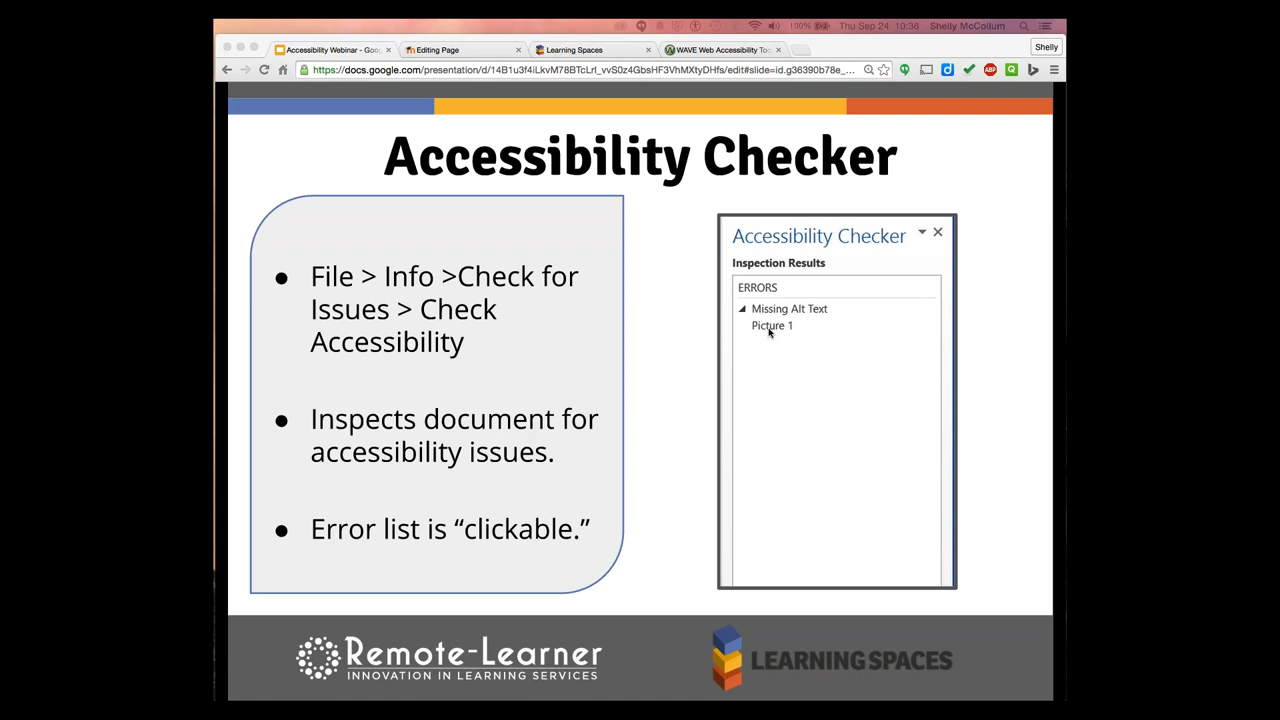 100%
Thu Sep 24 10:38 Shelly McCollum
Accessibility Webinar - Goo
Editing Page
Learning Spaces
WAVE Web Accessibility Too
Shelly
Accessibility Checker
● File > Info >Check for
Issues > Check
Accessibility
● Inspects document for
accessibility issues.
● Error list is “clickable.”
Accessibility Checker
Inspection Results
ERRORS
Missing Alt Text
Picture 1
Remote-Learner
INNOVATION IN LEARNING SERVICES
LEARNING SPACES